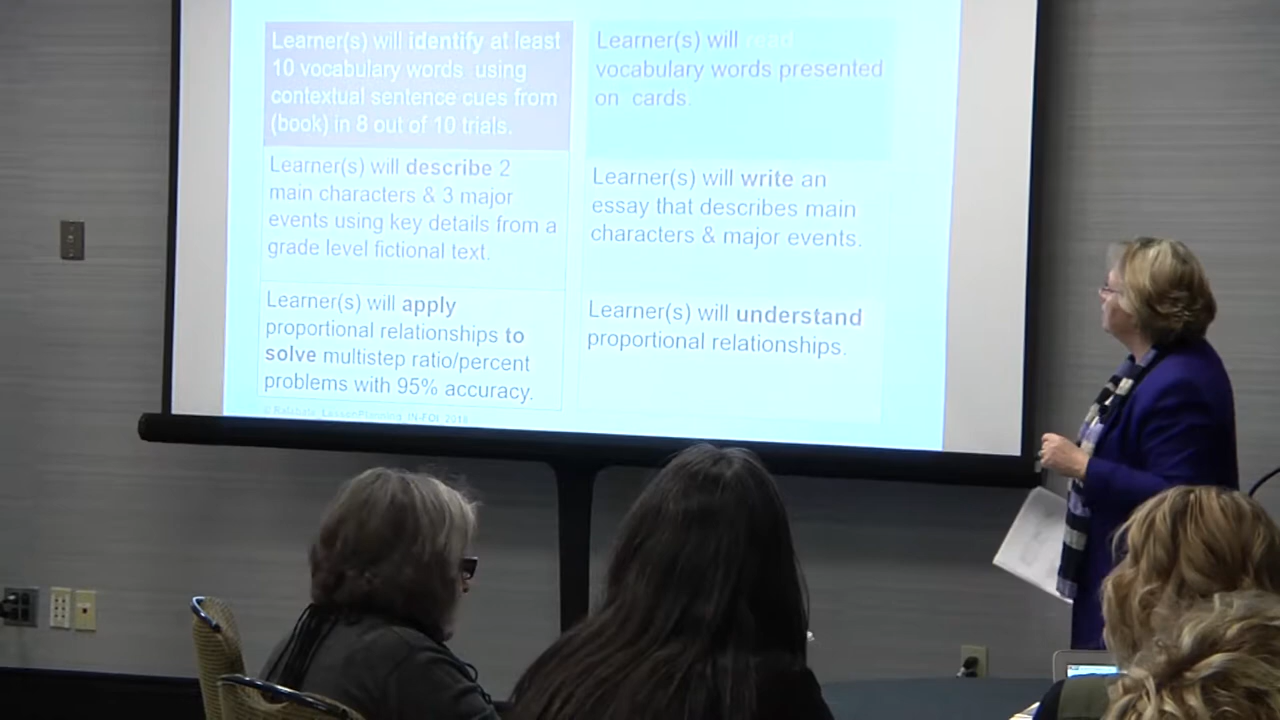 Learner(s) will identify at least
10 vocabulary words using
contextual sentence cues from
(book) in 8 out of 10 trials.
Learner(s) will read
vocabulary words presented
on cards.
Learner(s) will describe 2
main characters & 3 major
events using key details from a
grade level fictional text.
Learner(s) will write an
essay that describes main
characters & major events.
Learner(s) will apply
proportional relationships to
solve multistep ratio/percent
problems with 95% accuracy.
Learner(s) will understand
proportional relationships.